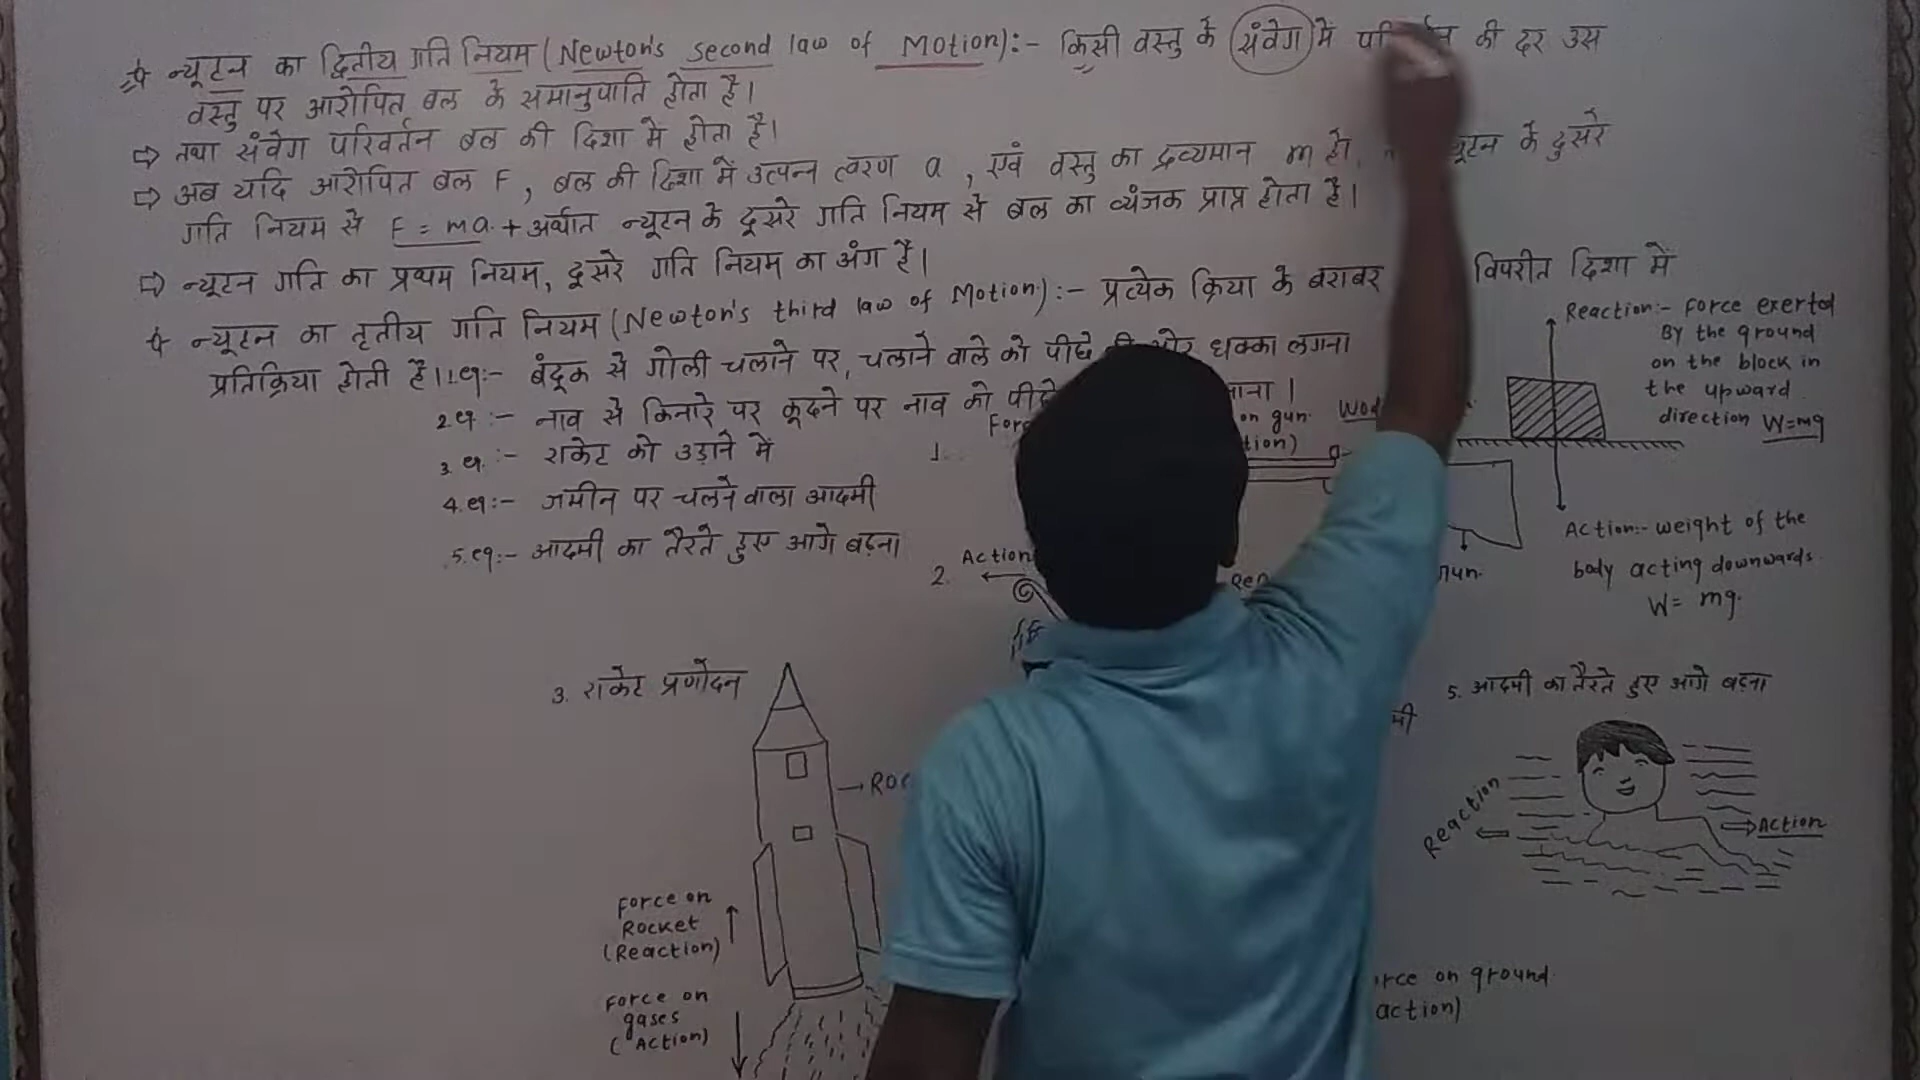 न्यूटन का द्वितीय गति नियम (Newton's second law of Motion):- किसी वस्तु के संवेग में की दर उस
वस्तु पर आरोपित बल के समानुपाति होता है।
⇨ तथा संवेग परिवर्तन बल की दिशा में होता है।
⇨ अब यदि आरोपित बल F, बल की दिशा में उत्पन्न त्वरण a, एवं वस्तु का द्रव्यमान m हो, के दुसरे
गति नियम से F = ma. अर्थात न्यूटन के दूसरे गति नियम से बल का व्यंजक प्राप्त होता है।
⇨ न्यूटन गति का प्रथम नियम, दूसरे गति नियम का अंग है।
न्यूटन का तृतीय गति नियम (Newton's third law of Motion):- प्रत्येक क्रिया के बराबर विपरीत दिशा में
प्रतिक्रिया होती है। 1.eg:- बंदूक से गोली चलाने पर, चलाने वाले को पीछे ओर धक्का लगना
2.eg:- नाव से किनारे पर कूदने पर नाव को पीछे
3.eg:- राकेट को उड़ाने में
4.eg:- जमीन पर चलने वाला आदमी
5.eg:- आदमी का तैरते हुए आगे बढ़ना
1.
on gun.
Reaction:- Force exerted
By the ground
on the block in
the upward
direction W=mg
Action:- weight of the
body acting downwards.
W= mg.
2. Action
gun.
3. राकेट प्रणोदन
Force on
Rocket
(Reaction)
Force on
gases
(Action)
on ground
5. आदमी का तैरते हुए आगे बढ़ना
Reaction
Action